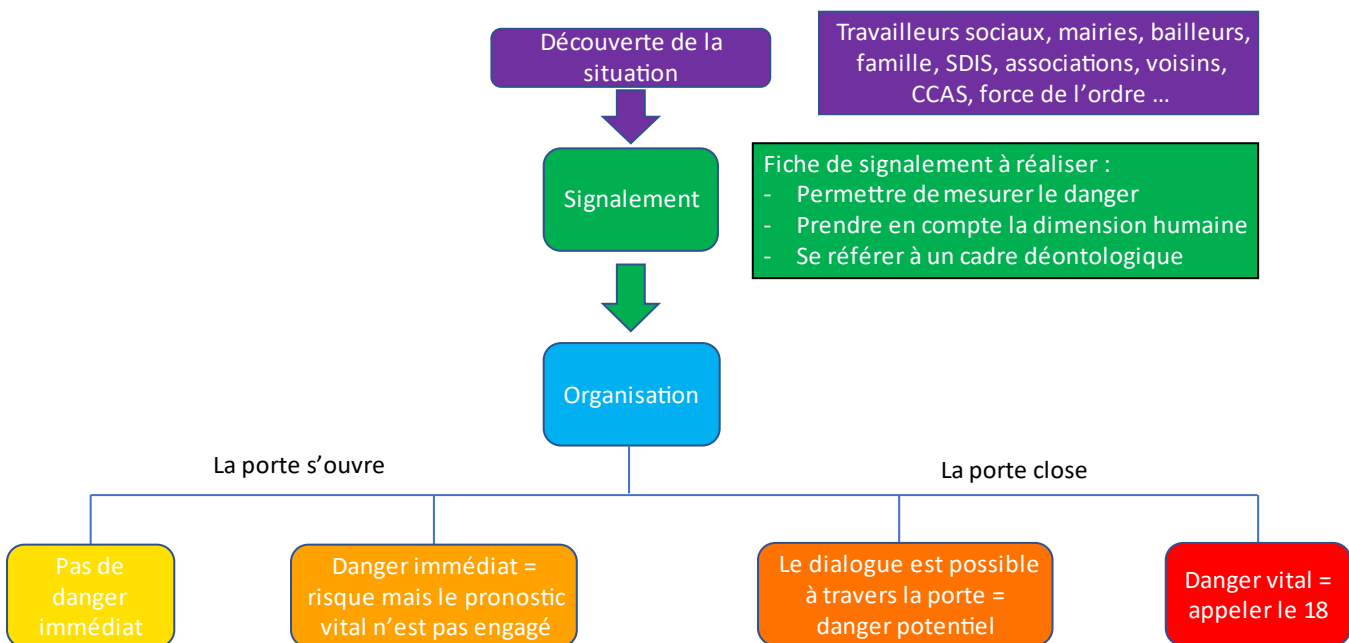 Découverte de la
situation
Travailleurs sociaux, mairies, bailleurs,
famille, SDIS, associations, voisins,
CCAS, force de l’ordre …
Signalement
Fiche de signalement à réaliser :
- Permettre de mesurer le danger
- Prendre en compte la dimension humaine
- Se référer à un cadre déontologique
Organisation
La porte s’ouvre
La porte close
Pas de
danger
immédiat
Danger immédiat =
risque mais le pronostic
vital n’est pas engagé
Le dialogue est possible
à travers la porte =
danger potentiel
Danger vital =
appeler le 18